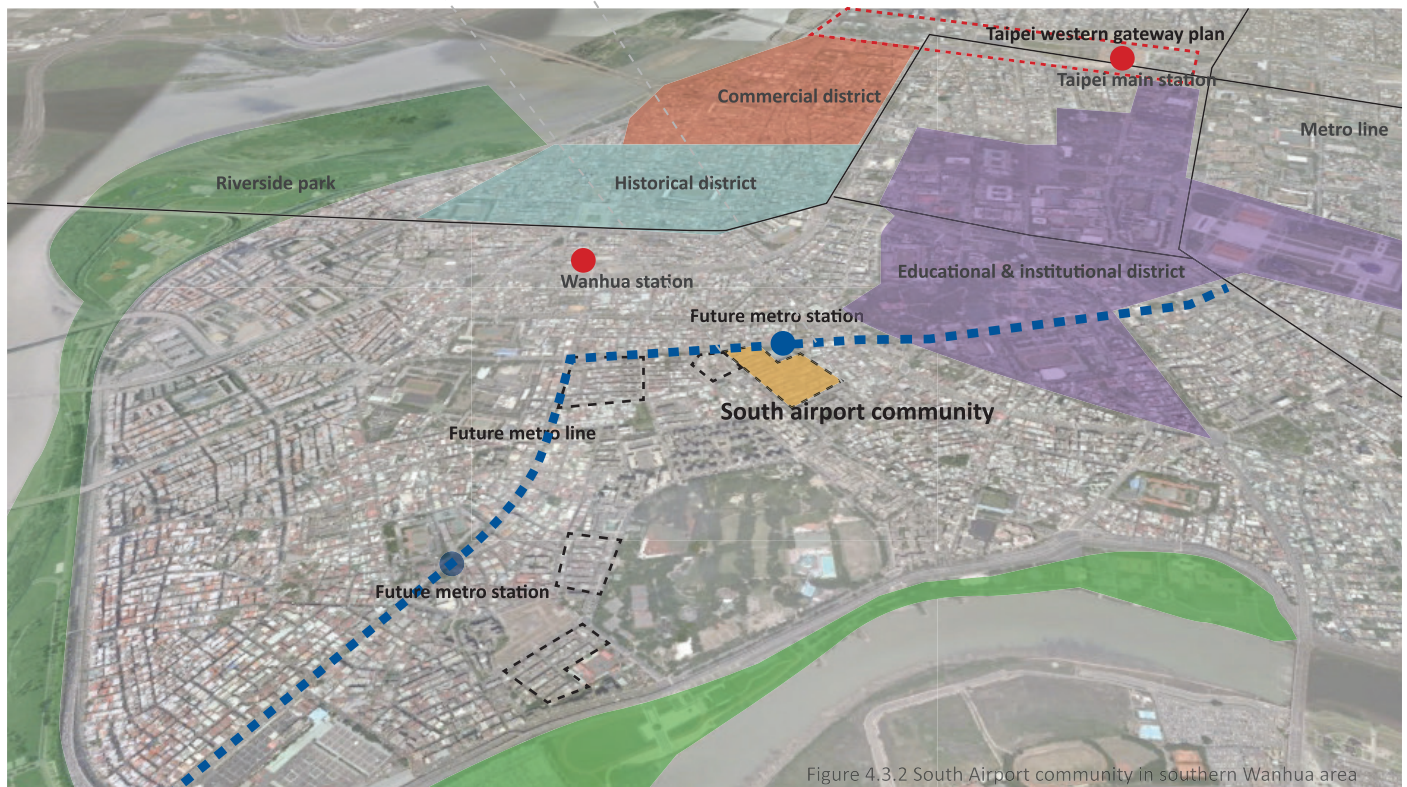 Taipei western gateway plan
Taipei main station
Commercial district
Metro line
Riverside park
Historical district
Educational & institutional district
Wanhua station
Future metro station
South airport community
Future metro line
Future metro station
Figure 4.3.2 South Airport community in southern Wanhua area